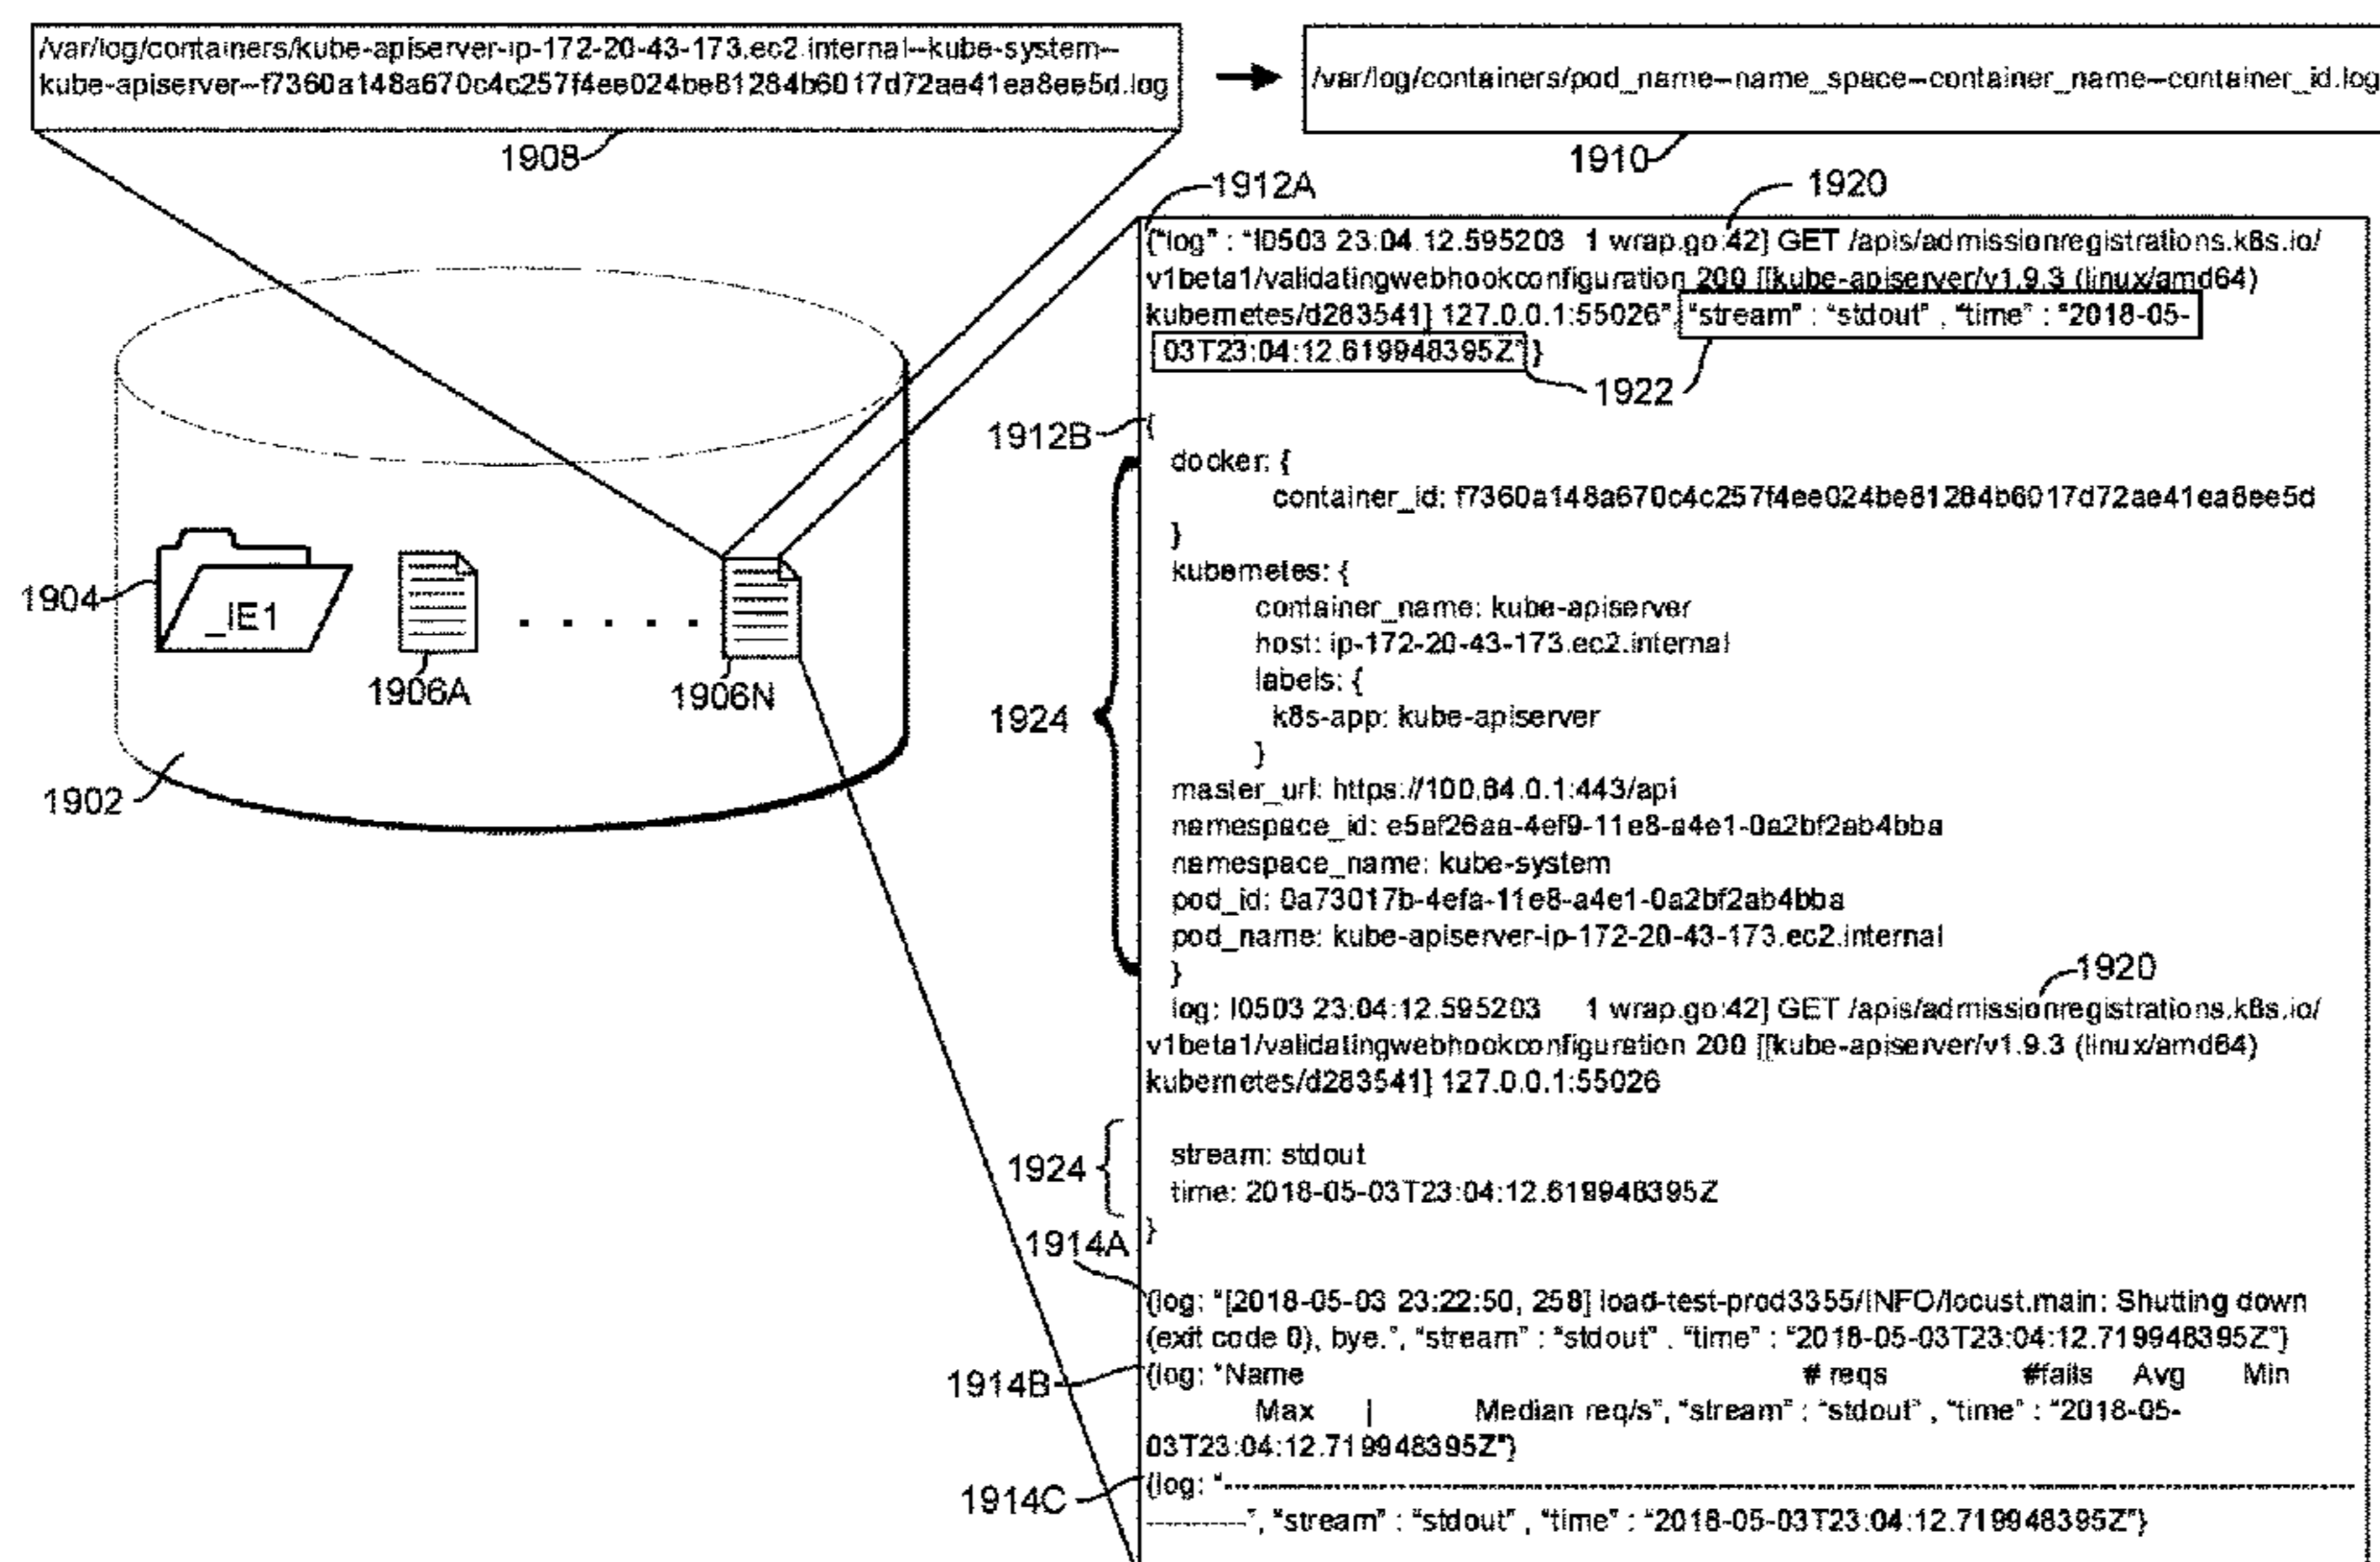 /var/log/containers/kube-apiserver-ip-172-20-43-173.ec2.internal--kube-system--
kube-apiserver--f7360a148a670c4c257f4ee024be81284b6017d72ae41ea8ee5d.log
/var/log/containers/pod_name--name_space--container_name--container_id.log
1908
1910
1912A
1920
{"log" : "I0503 23:04:12.595203 1 wrap.go:42] GET /apis/admissionregistrations.k8s.io/
v1beta1/validatingwebhookconfiguration 200 [[kube-apiserver/v1.9.3 (linux/amd64)
kubernetes/d283541] 127.0.0.1:55026", "stream" : "stdout" , "time" : "2018-05-
03T23:04:12.619948395Z"}
1922
1912B
{
docker: {
container_id: f7360a148a670c4c257f4ee024be81284b6017d72ae41ea8ee5d
}
kubernetes: {
container_name: kube-apiserver
host: ip-172-20-43-173.ec2.internal
labels: {
k8s-app: kube-apiserver
}
master_url: https://100.64.0.1:443/api
namespace_id: e5af26aa-4ef9-11e8-a4e1-0a2bf2ab4bba
namespace_name: kube-system
pod_id: 0a73017b-4efa-11e8-a4e1-0a2bf2ab4bba
pod_name: kube-apiserver-ip-172-20-43-173.ec2.internal
}
1924
1904
_IE1
1906A
1906N
1902
1920
log: I0503 23:04:12.595203 1 wrap.go:42] GET /apis/admissionregistrations.k8s.io/
v1beta1/validatingwebhookconfiguration 200 [[kube-apiserver/v1.9.3 (linux/amd64)
kubernetes/d283541] 127.0.0.1:55026
1924
stream: stdout
time: 2018-05-03T23:04:12.619948395Z
}
1914A
{log: "[2018-05-03 23:22:50, 258] load-test-prod3355/INFO/locust.main: Shutting down
(exit code 0), bye.", "stream" : "stdout" , "time" : "2018-05-03T23:04:12.719948395Z"}
1914B
{log: "Name # reqs #fails Avg Min
Max | Median req/s", "stream" : "stdout" , "time" : "2018-05-
03T23:04:12.719948395Z"}
1914C
{log: "--------------------------------------------------------------------------------
----------", "stream" : "stdout" , "time" : "2018-05-03T23:04:12.719948395Z"}